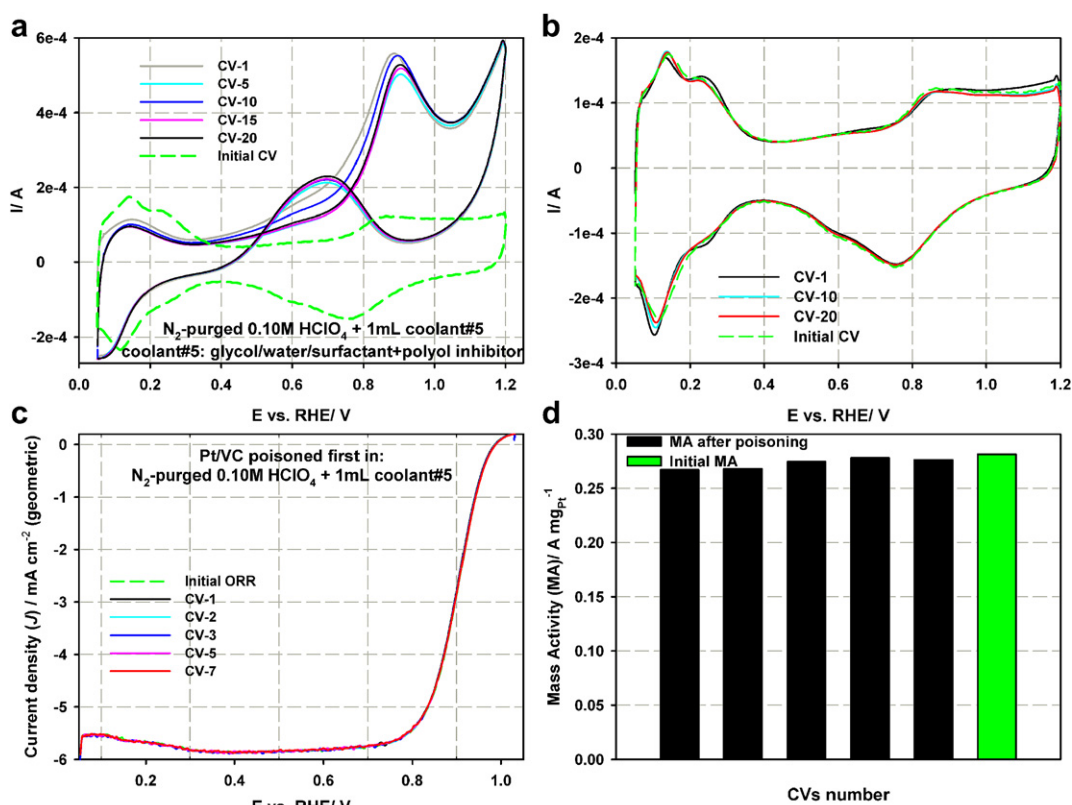 a
6e-4
4e-4
2e-4
0
-2e-4
I/ A
CV-1
CV-5
CV-10
CV-15
CV-20
Initial CV
N₂-purged 0.10M HClO₄ + 1mL coolant#5
coolant#5: glycol/water/surfactant+polyol inhibitor
0.0 0.2 0.4 0.6 0.8 1.0 1.2
E vs. RHE/ V
b
2e-4
1e-4
0
-1e-4
-2e-4
-3e-4
I/ A
CV-1
CV-10
CV-20
Initial CV
0.0 0.2 0.4 0.6 0.8 1.0 1.2
E vs. RHE/ V
c
0
-1
-2
-3
-4
-5
-6
Current density (J) / mA cm⁻² (geometric)
Pt/VC poisoned first in:
N₂-purged 0.10M HClO₄ + 1mL coolant#5
Initial ORR
CV-1
CV-2
CV-3
CV-5
CV-7
0.2 0.4 0.6 0.8 1.0
E vs. RHE/ V
d
0.30
0.25
0.20
0.15
0.10
0.05
0.00
Mass Activity (MA)/ A mg_Pt⁻¹
MA after poisoning
Initial MA
CVs number